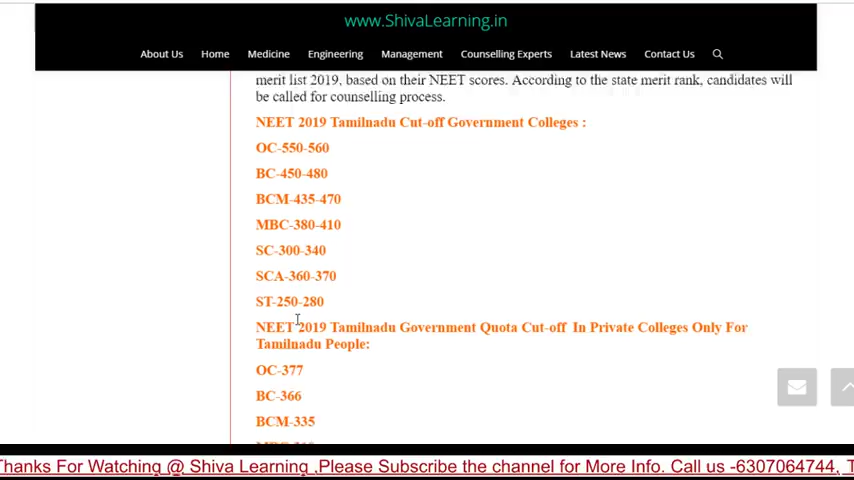 www.ShivaLearning.in
About Us Home Medicine Engineering Management Counselling Experts Latest News Contact Us
merit list 2019, based on their NEET scores. According to the state merit rank, candidates will
be called for counselling process.
NEET 2019 Tamilnadu Cut-off Government Colleges :
OC-550-560
BC-450-480
BCM-435-470
MBC-380-410
SC-300-340
SCA-360-370
ST-250-280
NEET 2019 Tamilnadu Government Quota Cut-off In Private Colleges Only For
Tamilnadu People:
OC-377
BC-366
BCM-335
Thanks For Watching @ Shiva Learning ,Please Subscribe the channel for More Info. Call us -6307064744,